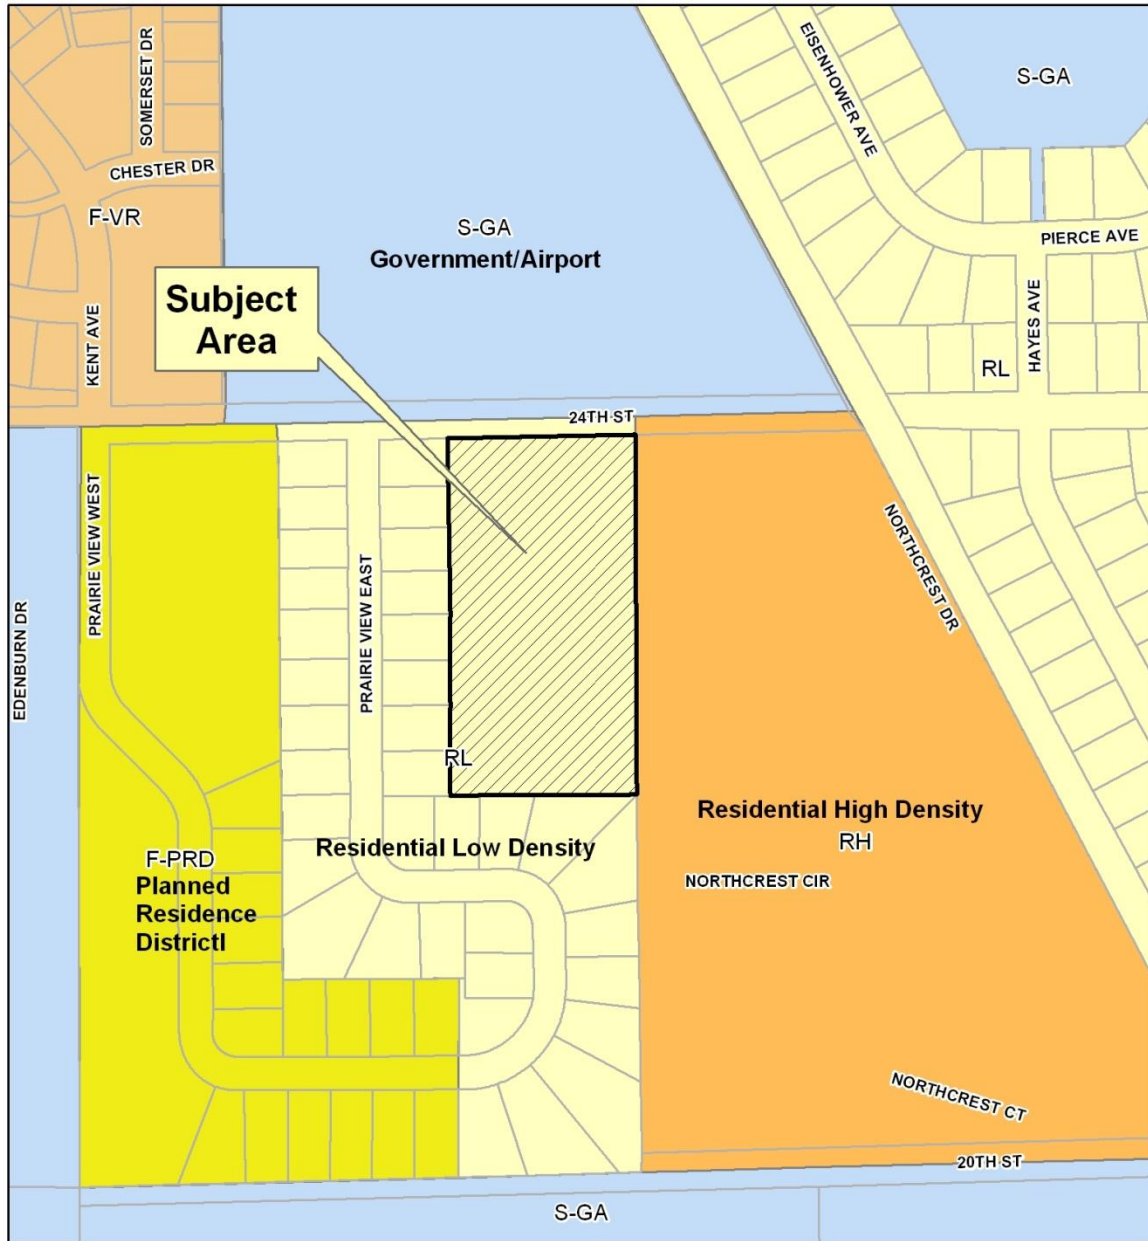 SOMERSET DR
CHESTER DR
F-VR
KENT AVE
S-GA
Government/Airport
Subject
Area
EISENHOWER AVE
S-GA
PIERCE AVE
HAYES AVE
RL
24TH ST
NORTHCREST DR
PRAIRIE VIEW WEST
EDENBURN DR
PRAIRIE VIEW EAST
RL
Residential High Density
RH
NORTHCREST CIR
Residential Low Density
F-PRD
Planned
Residence
Districtl
NORTHCREST CT
20TH ST
S-GA